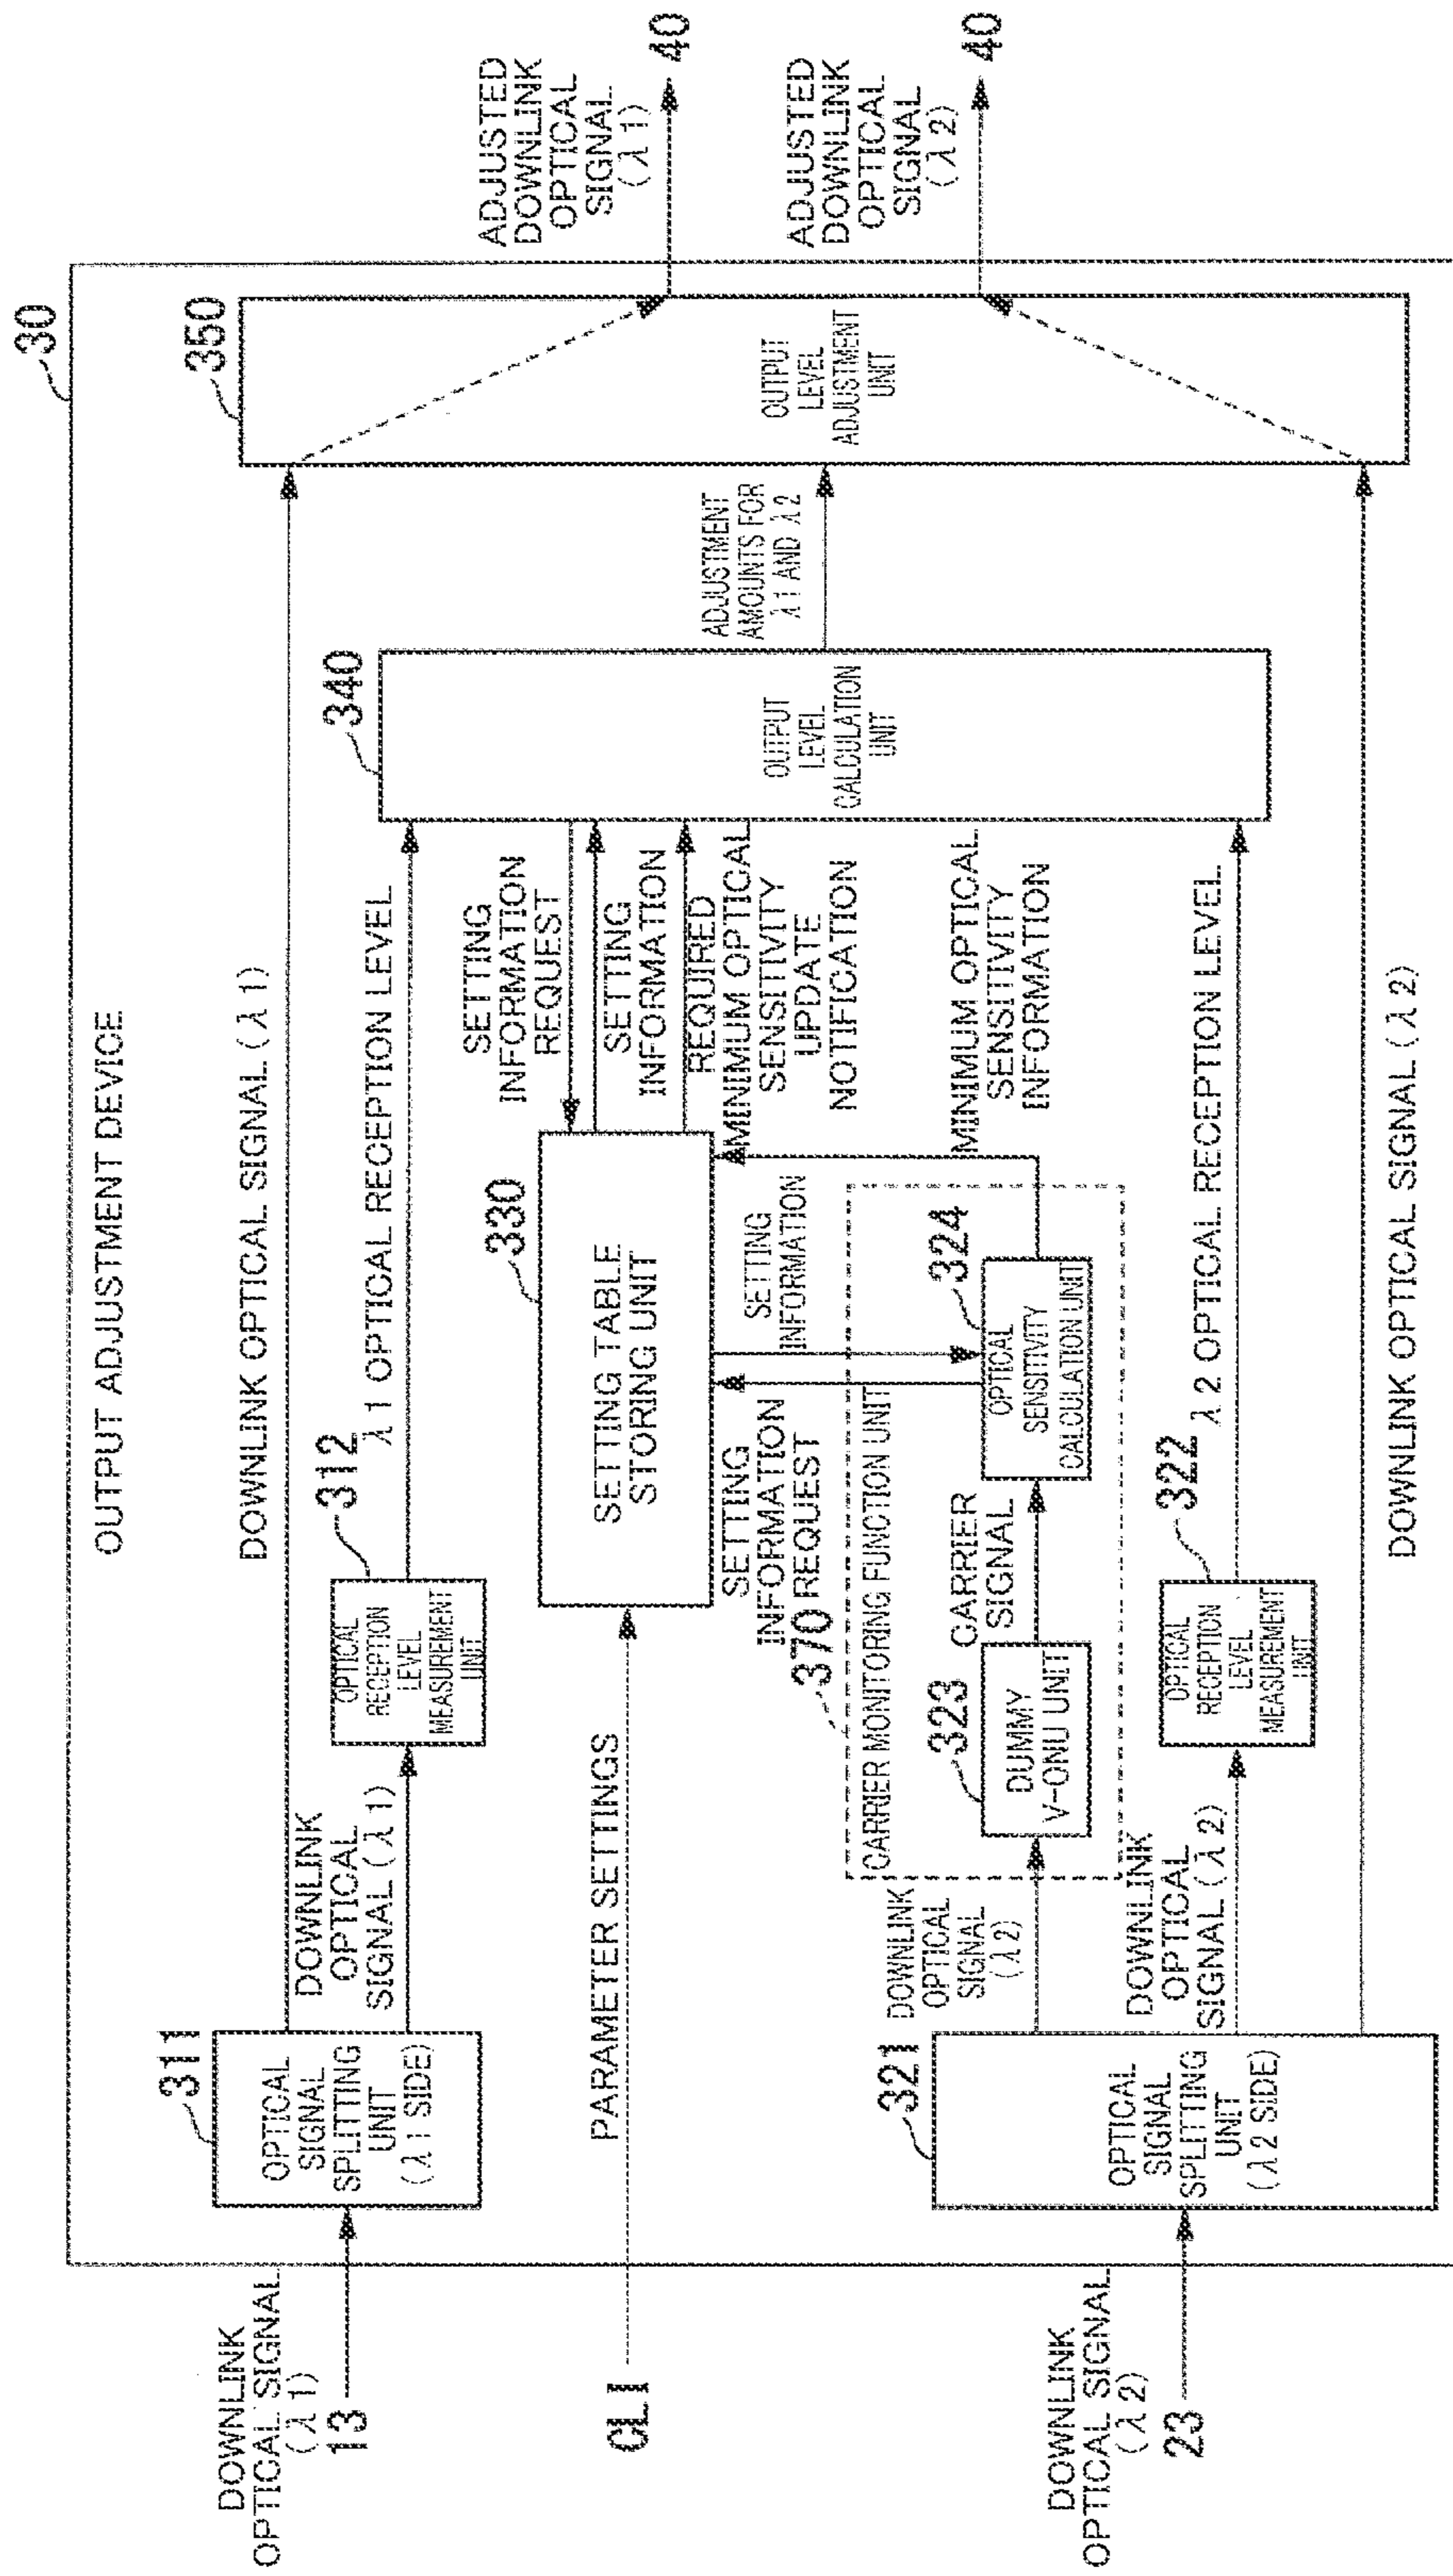 OUTPUT ADJUSTMENT DEVICE
30
DOWNLINK
OPTICAL SIGNAL
(λ1)
13
311
OPTICAL
SIGNAL
SPLITTING
UNIT
(λ1 SIDE)
DOWNLINK OPTICAL SIGNAL (λ1)
DOWNLINK
OPTICAL
SIGNAL (λ1)
312
OPTICAL
RECEPTION
LEVEL
MEASUREMENT
UNIT
λ1 OPTICAL RECEPTION LEVEL
CLI
PARAMETER SETTINGS
330
SETTING TABLE
STORING UNIT
SETTING
INFORMATION
REQUEST
SETTING
INFORMATION
REQUIRED
MINIMUM OPTICAL
SENSITIVITY
UPDATE
NOTIFICATION
340
OUTPUT
LEVEL
CALCULATION
UNIT
ADJUSTMENT
AMOUNTS FOR
λ1 AND λ2
350
OUTPUT
LEVEL
ADJUSTMENT
UNIT
ADJUSTED
DOWNLINK
OPTICAL
SIGNAL
(λ1)
40
ADJUSTED
DOWNLINK
OPTICAL
SIGNAL
(λ2)
40
SETTING
INFORMATION
REQUEST
SETTING
INFORMATION
MINIMUM OPTICAL
SENSITIVITY
INFORMATION
370
CARRIER MONITORING FUNCTION UNIT
323
DUMMY
V-ONU UNIT
CARRIER
SIGNAL
324
OPTICAL
SENSITIVITY
CALCULATION UNIT
DOWNLINK
OPTICAL SIGNAL
(λ2)
23
321
OPTICAL
SIGNAL
SPLITTING
UNIT
(λ2 SIDE)
DOWNLINK
OPTICAL
SIGNAL
(λ2)
DOWNLINK
OPTICAL
SIGNAL (λ2)
322
OPTICAL
RECEPTION
LEVEL
MEASUREMENT
UNIT
λ2 OPTICAL RECEPTION LEVEL
DOWNLINK OPTICAL SIGNAL (λ2)